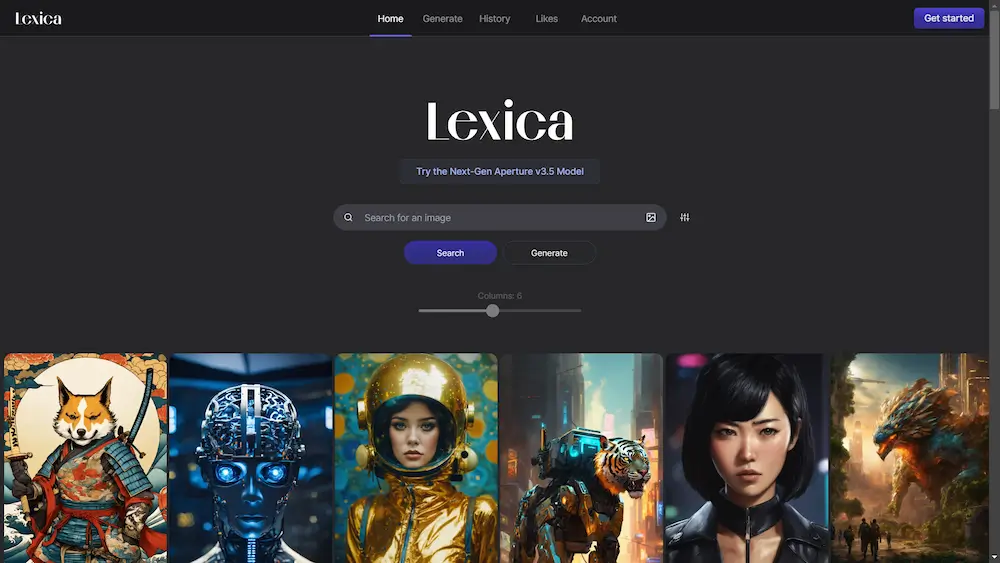 Lexica
Home Generate History Likes Account
Get started
Lexica
Try the Next-Gen Aperture v3.5 Model
Search for an image
Search Generate
Columns: 6